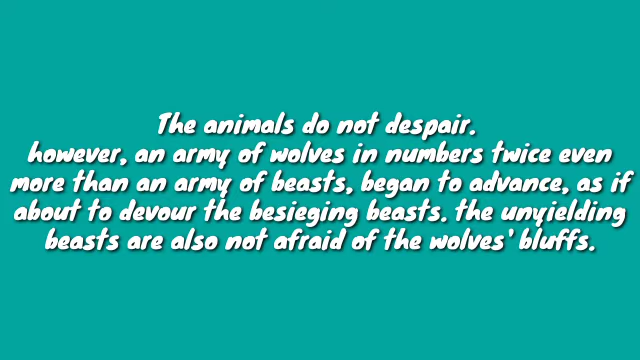 The animals do not despair.
however, an army of wolves in numbers twice even
more than an army of beasts, began to advance, as if
about to devour the besieging beasts. the unyielding
beasts are also not afraid of the wolves' bluffs.